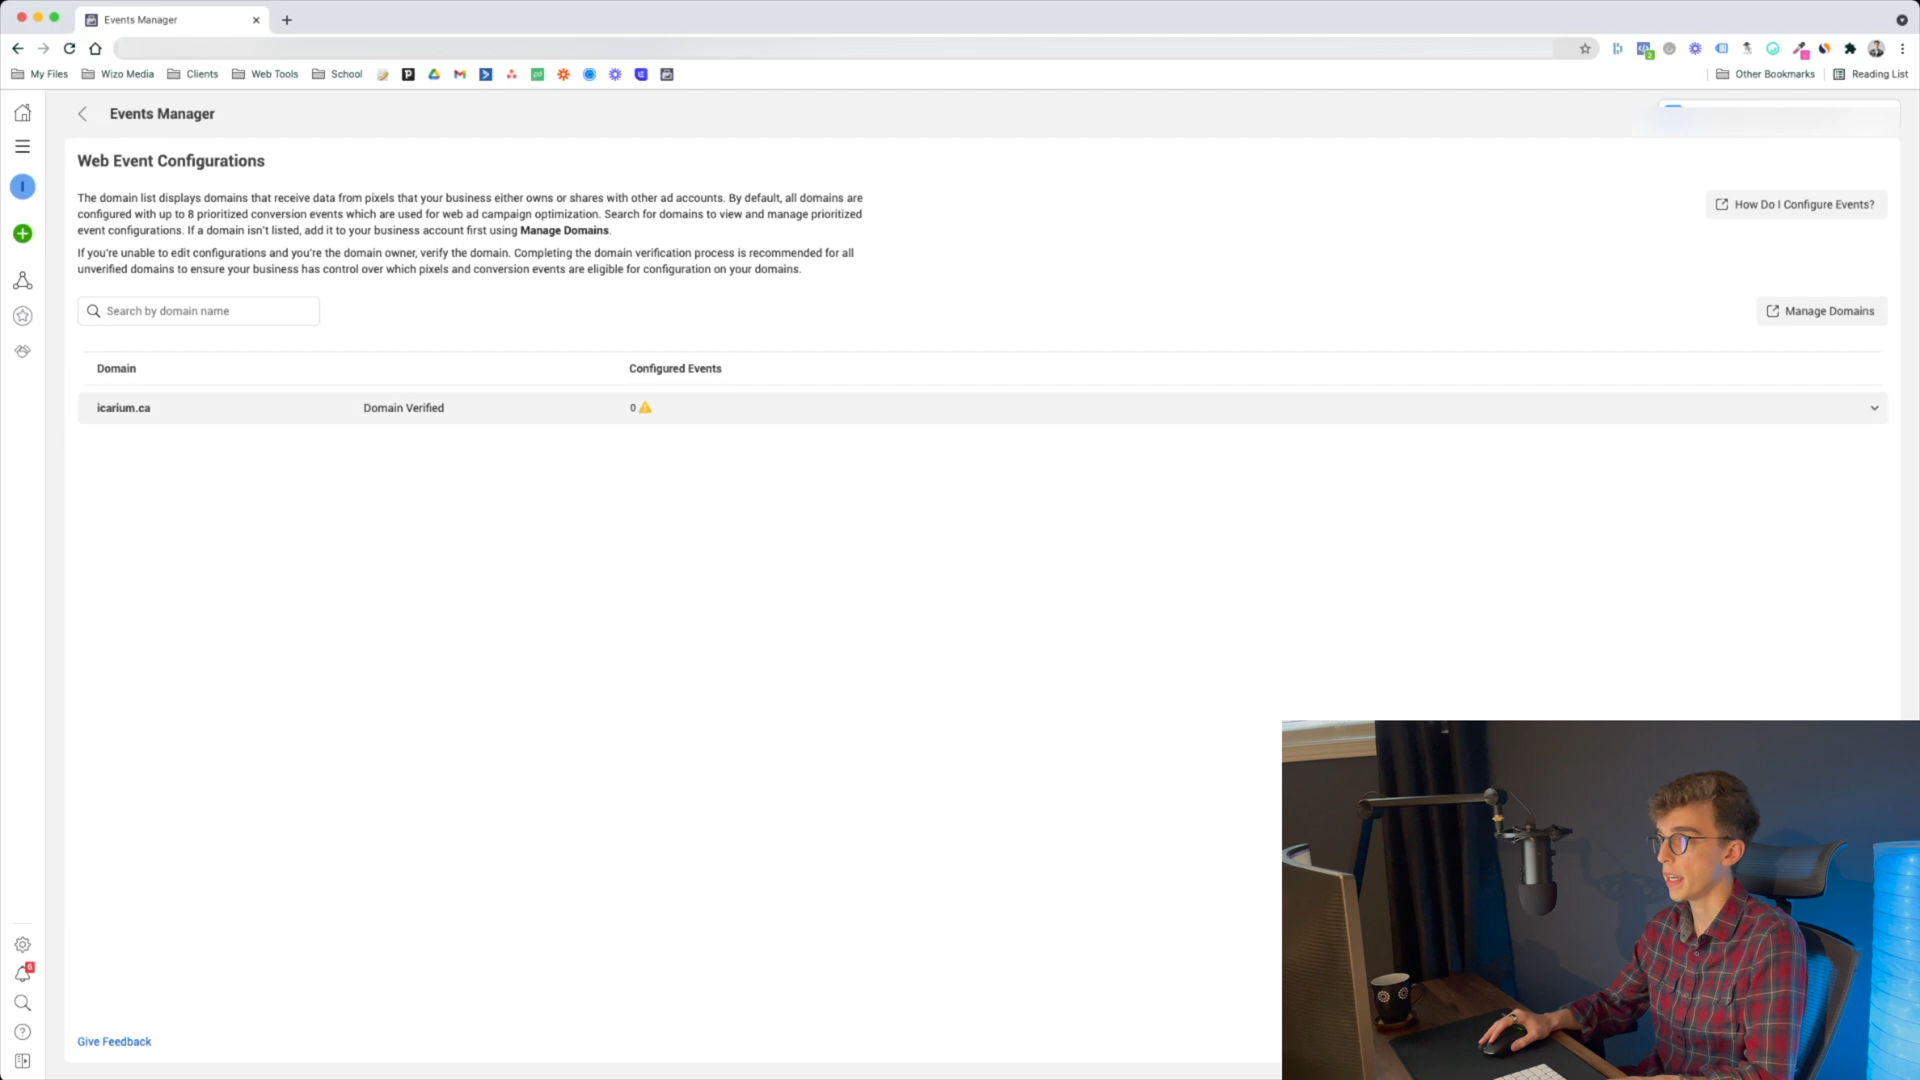 Events Manager
My Files
Wizo Media
Clients
Web Tools
School
Other Bookmarks
Reading List
2
Events Manager
Web Event Configurations
The domain list displays domains that receive data from pixels that your business either owns or shares with other ad accounts. By default, all domains are
configured with up to 8 prioritized conversion events which are used for web ad campaign optimization. Search for domains to view and manage prioritized
event configurations. If a domain isn't listed, add it to your business account first using Manage Domains.
If you're unable to edit configurations and you're the domain owner, verify the domain. Completing the domain verification process is recommended for all
unverified domains to ensure your business has control over which pixels and conversion events are eligible for configuration on your domains.
How Do I Configure Events?
Search by domain name
Manage Domains
Domain
Configured Events
icarium.ca
Domain Verified
0
I
6
Give Feedback